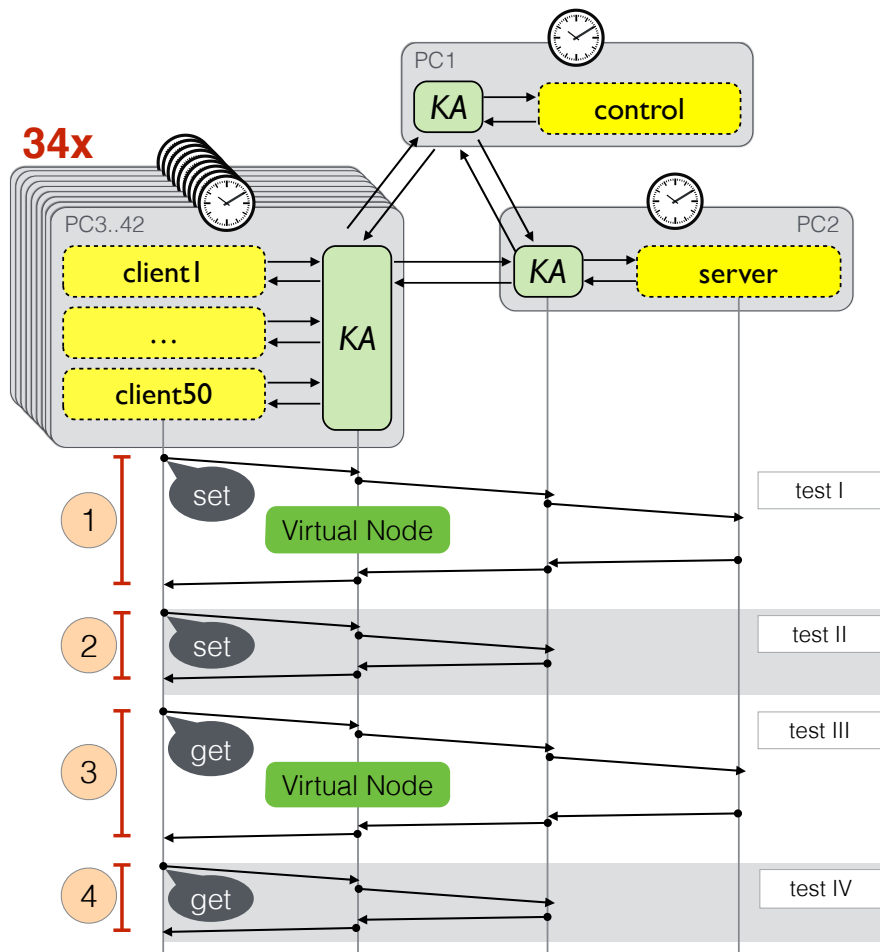 PC1
KA
control
34x
PC3..42
PC2
client1
KA
server
...
KA
client50
set
test I
1
Virtual Node
set
test II
2
get
test III
3
Virtual Node
get
test IV
4